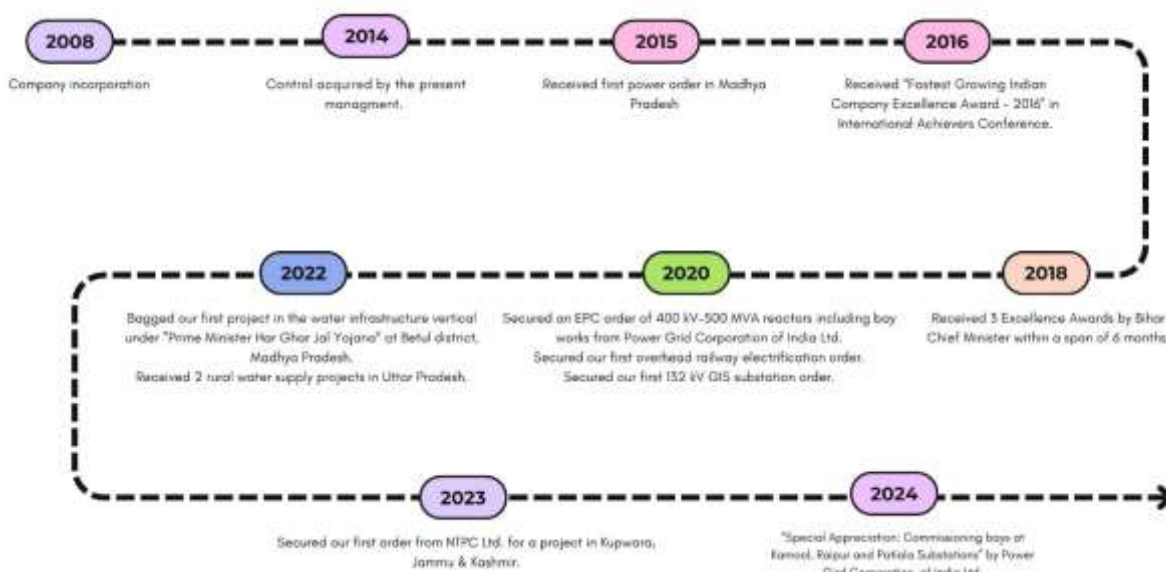 2008
Company incorporation
2014
Control acquired by the present
managment.
2015
Received first power order in Madhya
Pradesh
2016
Received "Fastest Growing Indian
Company Excellence Award - 2016" in
International Achievers Conference.
2018
Received 3 Excellence Awards by Bihar
Chief Minister within a span of 6 months
2020
Secured an EPC order of 400 kV-500 MVA reactors including bay
works from Power Grid Corporation of India Ltd.
Secured our first overhead railway electrification order.
Secured our first 132 kV GIS substation order.
2022
Bagged our first project in the water infrastructure vertical
under "Prime Minister Har Ghar Jal Yojana" at Betul district,
Madhya Pradesh.
Received 2 rural water supply projects in Uttar Pradesh.
2023
Secured our first order from NTPC Ltd. for a project in Kupwara,
Jammu & Kashmir.
2024
"Special Appreciation: Commissioning bays at
Raipur and Patiala Substations" by Power
Grid Corporation of India Ltd